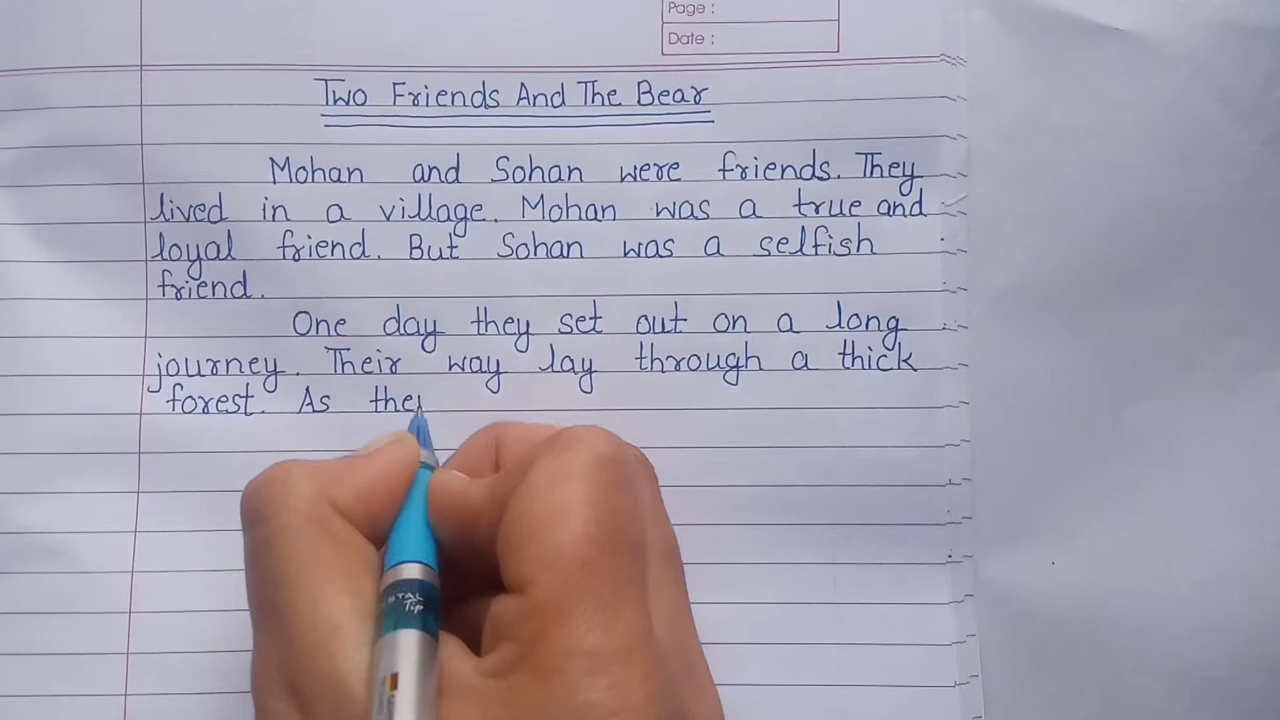 Page :
Date :
Two Friends And The Bear
Mohan and Sohan were friends. They
lived in a village. Mohan was a true and
loyal friend. But Sohan was a selfish
friend.
One day they set out on a long
journey. Their way lay through a thick
forest. As the
Tip